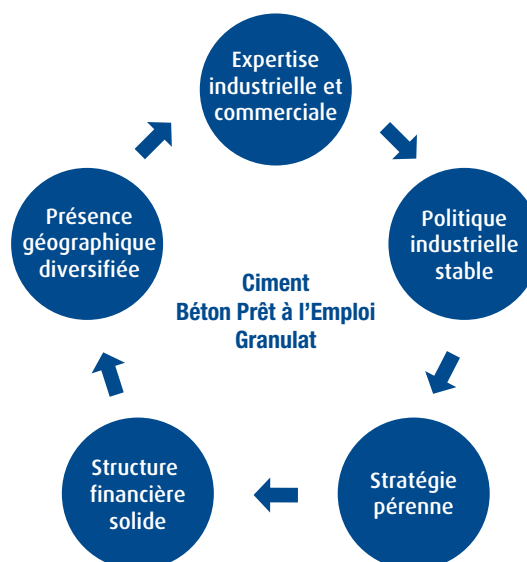 Expertise
industrielle et
commerciale
Politique
industrielle
stable
Stratégie
pérenne
Structure
financière
solide
Présence
géographique
diversifiée
Ciment
Béton Prêt à l'Emploi
Granulat